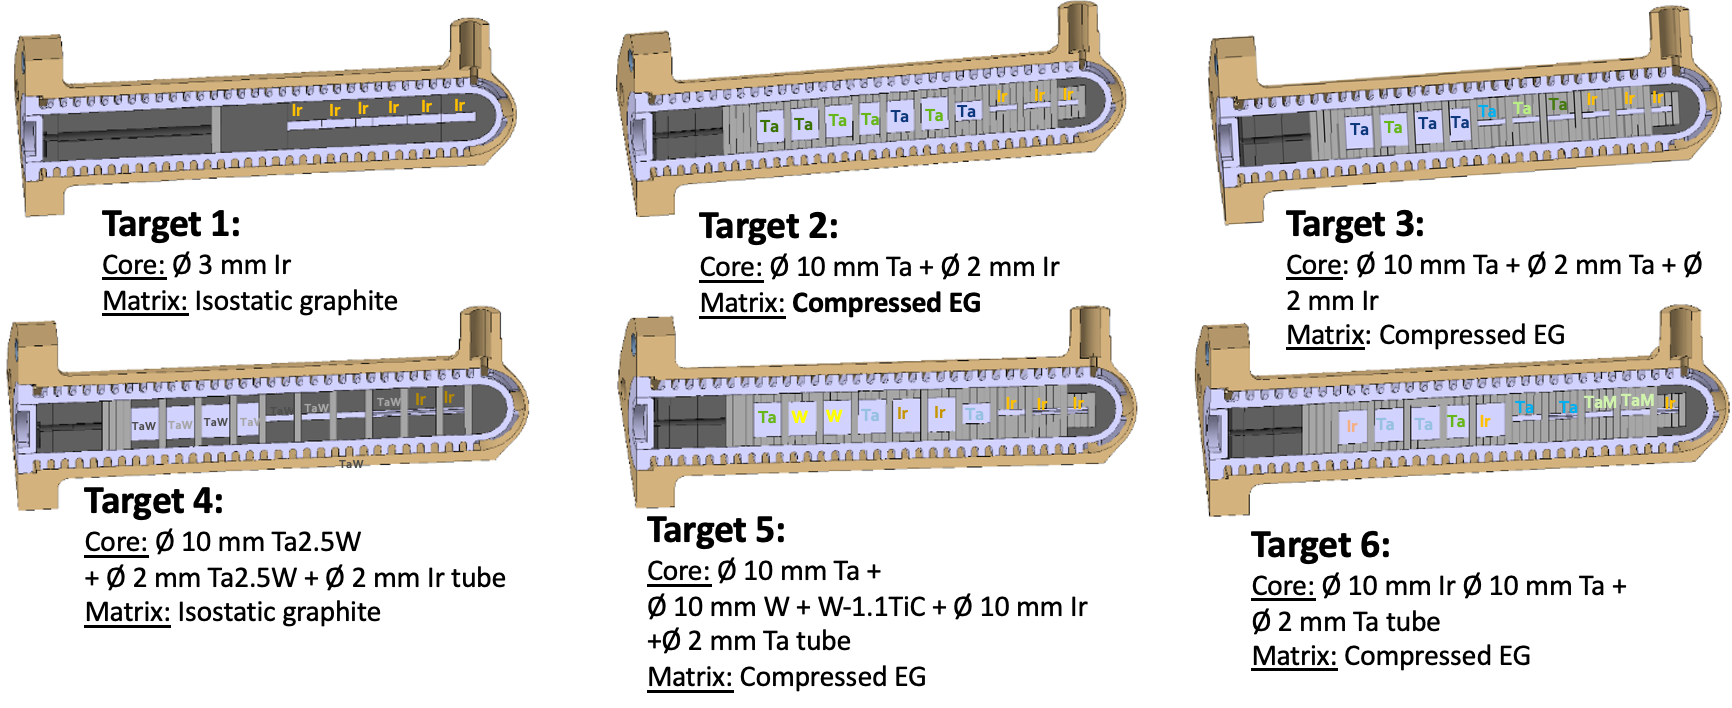 Ir Ir Ir Ir Ir Ir
Target 1:
Core: Ø 3 mm Ir
Matrix: Isostatic graphite
Ta Ta Ta Ta Ta Ta Ta Ir Ir Ir
Target 2:
Core: Ø 10 mm Ta + Ø 2 mm Ir
Matrix: Compressed EG
Ta Ta Ta Ta Ta Ta Ta Ir Ir Ir
Target 3:
Core: Ø 10 mm Ta + Ø 2 mm Ta + Ø
2 mm Ir
Matrix: Compressed EG
TaW TaW TaW TaW TaW TaW TaW Ir Ir
TaW
Target 4:
Core: Ø 10 mm Ta2.5W
+ Ø 2 mm Ta2.5W + Ø 2 mm Ir tube
Matrix: Isostatic graphite
Ta W W Ta Ir Ir Ta Ir Ir Ir
Target 5:
Core: Ø 10 mm Ta +
Ø 10 mm W + W-1.1TiC + Ø 10 mm Ir
+Ø 2 mm Ta tube
Matrix: Compressed EG
Ir Ta Ta Ta Ir Ta Ta TaM TaM Ir
Target 6:
Core: Ø 10 mm Ir Ø 10 mm Ta +
Ø 2 mm Ta tube
Matrix: Compressed EG